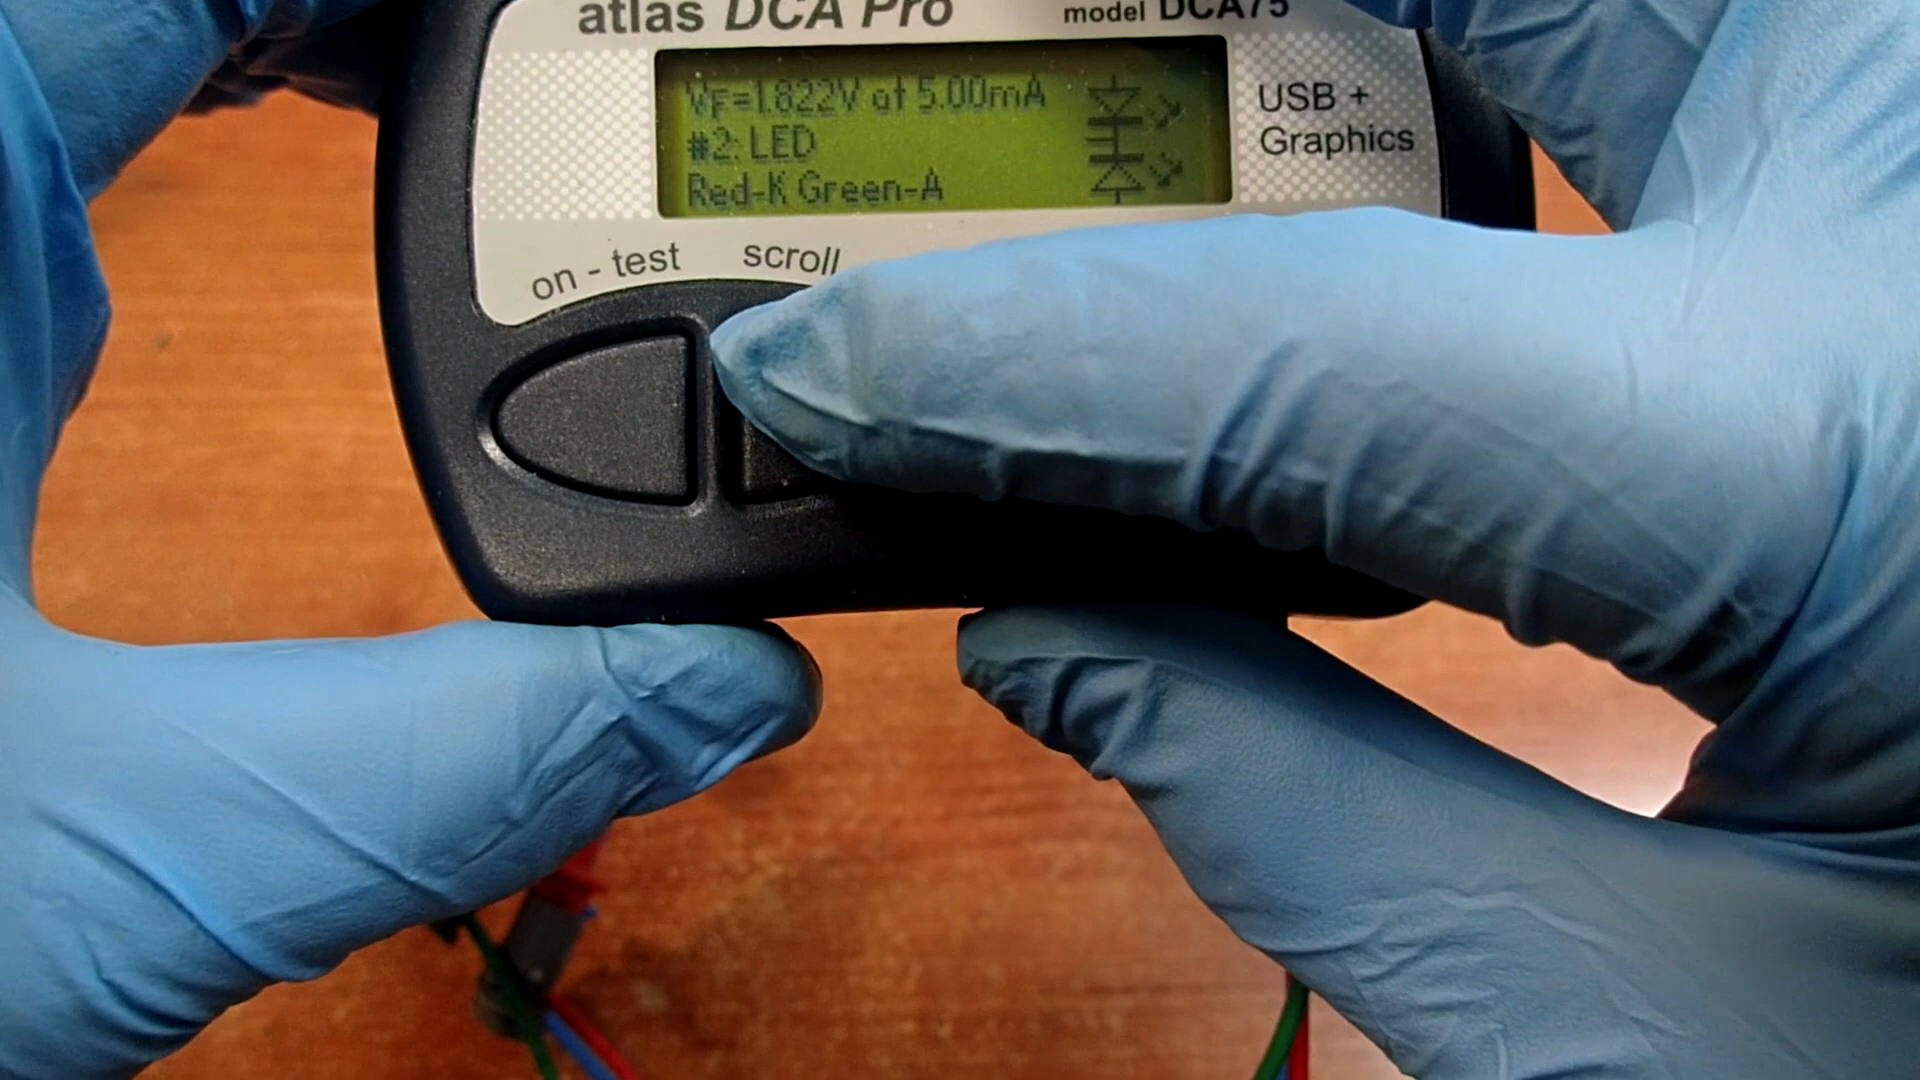 atlas DCA Pro
model DCA75
VF=1.822V at 5.00mA
#2: LED
Red-K Green-A
USB +
Graphics
on - test
scroll